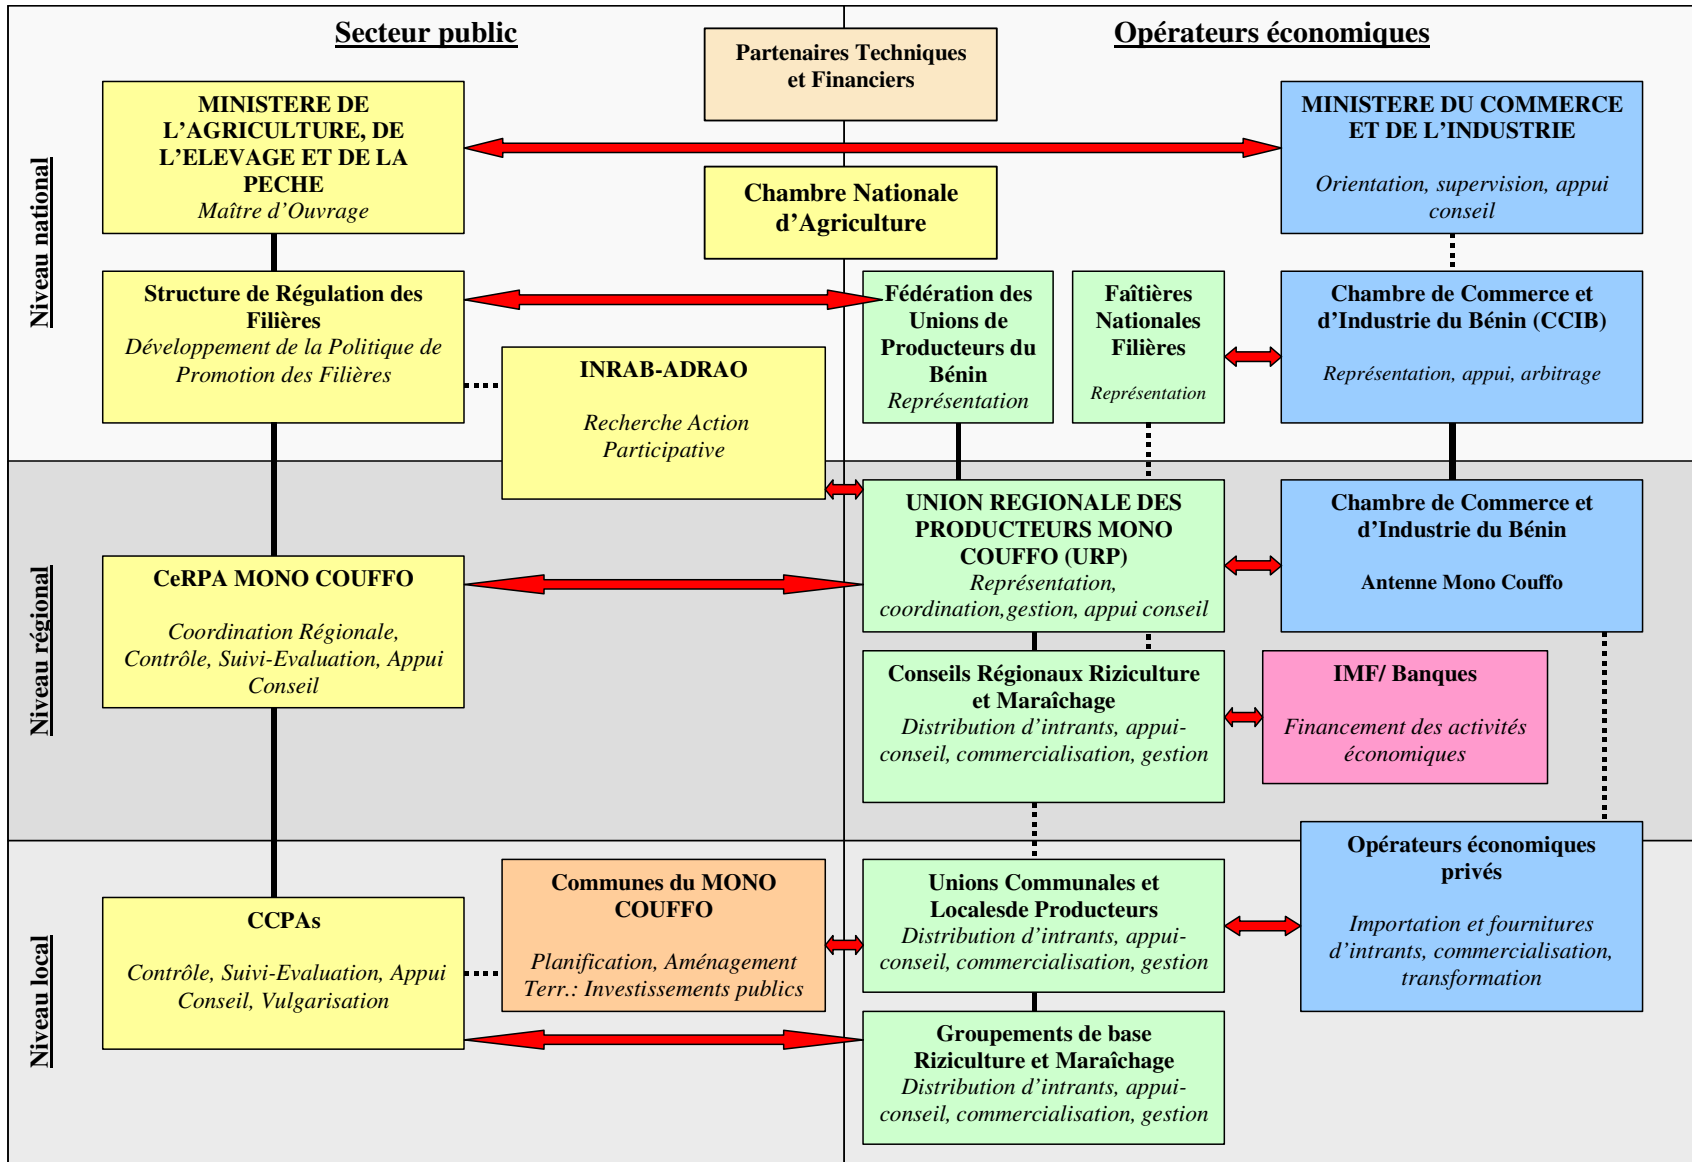 Secteur public
Opérateurs économiques
Partenaires Techniques
et Financiers
Niveau national
MINISTERE DE
L'AGRICULTURE, DE
L'ELEVAGE ET DE LA
PECHE
Maître d'Ouvrage
MINISTERE DU COMMERCE
ET DE L'INDUSTRIE
Orientation, supervision, appui
conseil
Chambre Nationale
d'Agriculture
Structure de Régulation des
Filières
Développement de la Politique de
Promotion des Filières
Fédération des
Unions de
Producteurs du
Bénin
Représentation
Faîtières
Nationales
Filières
Représentation
Chambre de Commerce et
d'Industrie du Bénin (CCIB)
Représentation, appui, arbitrage
INRAB-ADRAO
Recherche Action
Participative
Niveau régional
UNION REGIONALE DES
PRODUCTEURS MONO
COUFFO (URP)
Représentation,
coordination,gestion, appui conseil
Chambre de Commerce et
d'Industrie du Bénin
Antenne Mono Couffo
CeRPA MONO COUFFO
Coordination Régionale,
Contrôle, Suivi-Evaluation, Appui
Conseil
Conseils Régionaux Riziculture
et Maraîchage
Distribution d'intrants, appui-
conseil, commercialisation, gestion
IMF/ Banques
Financement des activités
économiques
Niveau local
Opérateurs économiques
privés
Importation et fournitures
d'intrants, commercialisation,
transformation
Communes du MONO
COUFFO
Planification, Aménagement
Terr.: Investissements publics
Unions Communales et
Localesde Producteurs
Distribution d'intrants, appui-
conseil, commercialisation, gestion
CCPAs
Contrôle, Suivi-Evaluation, Appui
Conseil, Vulgarisation
Groupements de base
Riziculture et Maraîchage
Distribution d'intrants, appui-
conseil, commercialisation, gestion